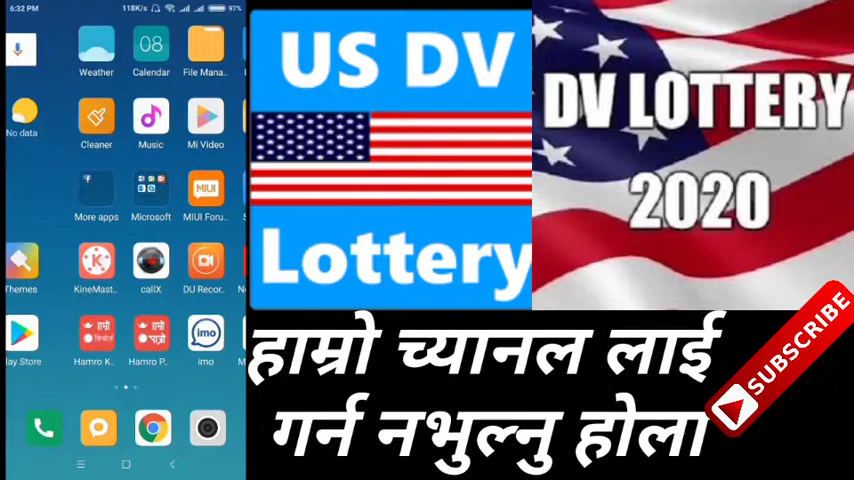 6:32 PM
118K/s
97%
08
Weather
Calendar
File Mana..
No data
Cleaner
Music
Mi Video
More apps
Microsoft
MIUI
MIUI Foru..
Themes
KineMast..
callX
DU Recor..
हाम्रो
हाम्रो
imo
lay Store
Hamro K..
Hamro P..
imo
US DV
Lottery
DV LOTTERY
2020
हाम्रो च्यानल लाई
SUBSCRIBE
गर्न नभुल्नु होला